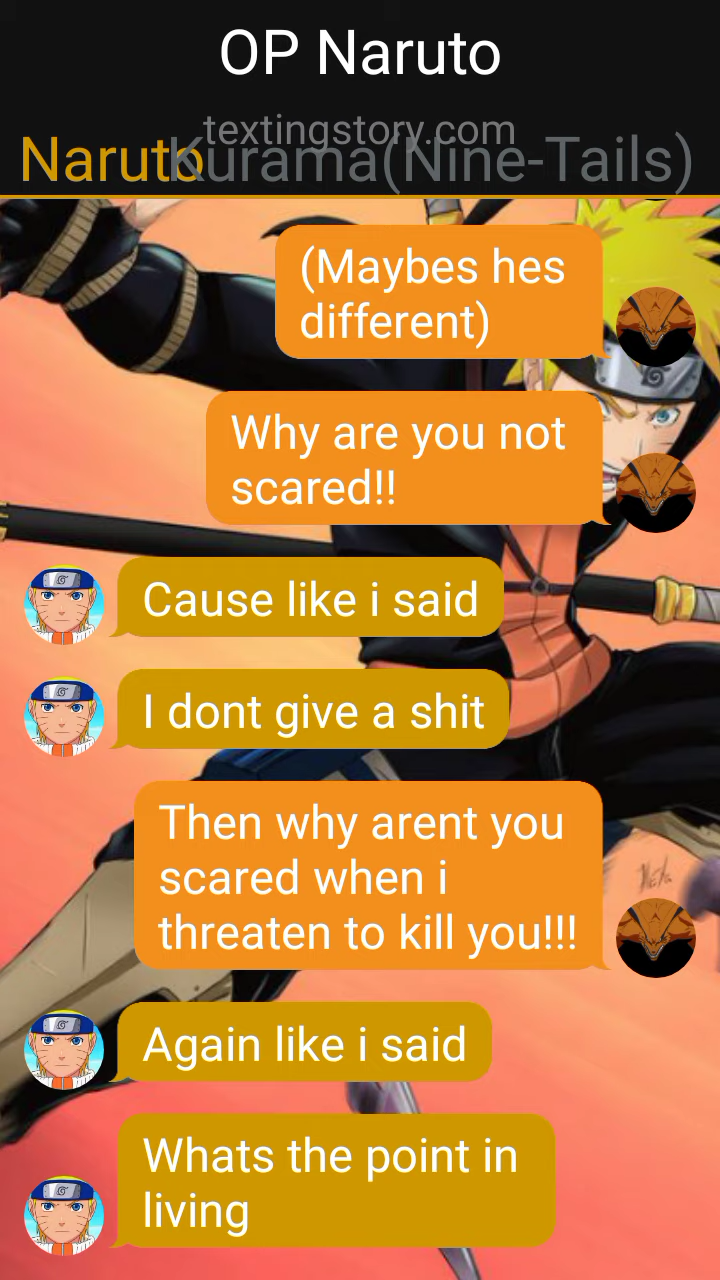 OP Naruto
textingstory.com
Naruto
Kurama(Nine-Tails)
(Maybes hes
different)
Why are you not
scared!!
Cause like i said
I dont give a shit
Then why arent you
scared when i
threaten to kill you!!!
Again like i said
Whats the point in
living